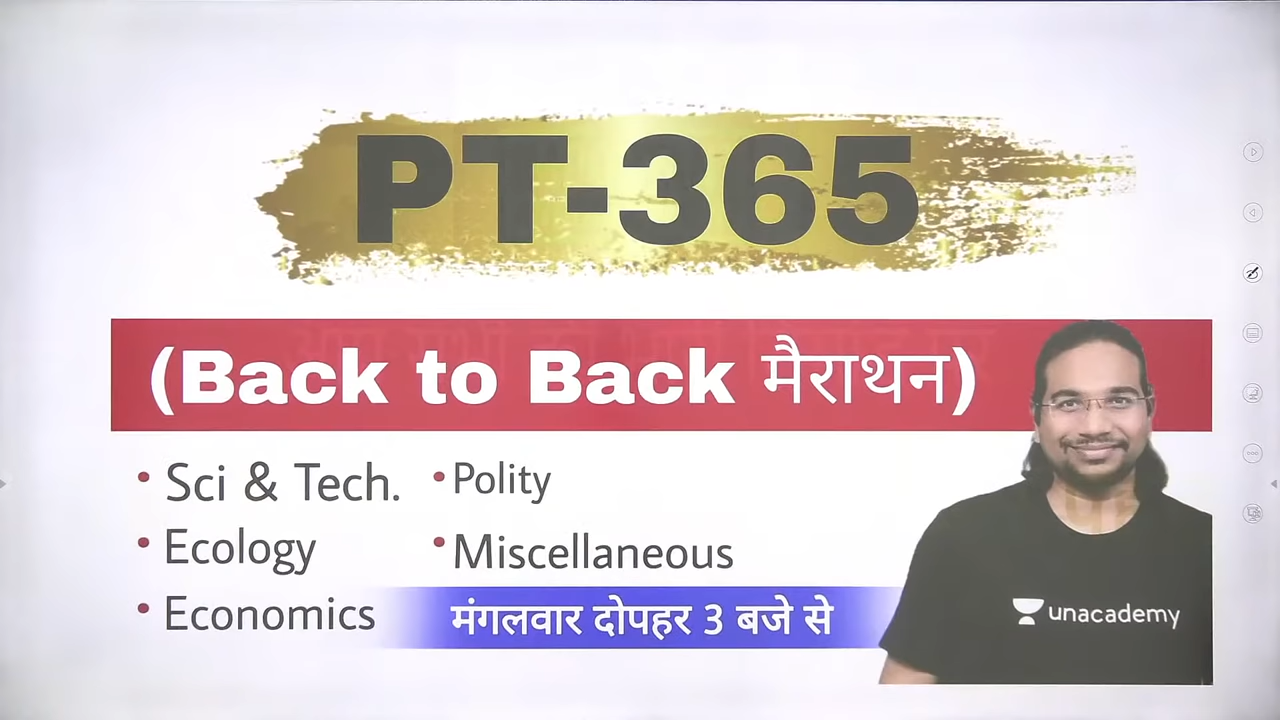 PT-365
(Back to Back मैराथन)
• Sci & Tech.
• Ecology
• Economics
• Polity
• Miscellaneous
मंगलवार दोपहर 3 बजे से
unacademy